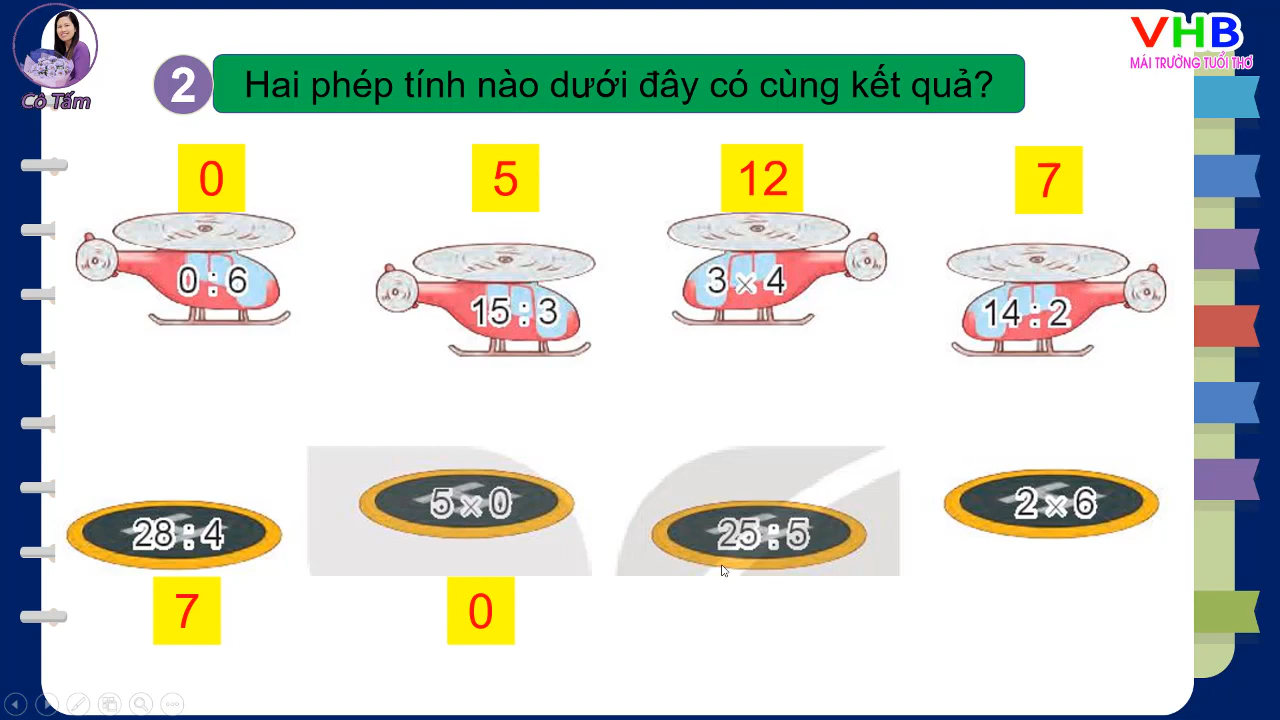 Cô Tấm
VHB
MÁI TRƯỜNG TUỔI THƠ
2 Hai phép tính nào dưới đây có cùng kết quả?
0 5 12 7
0 : 6 15 : 3 3 × 4 14 : 2
28 : 4 5 × 0 25 : 5 2 × 6
7 0